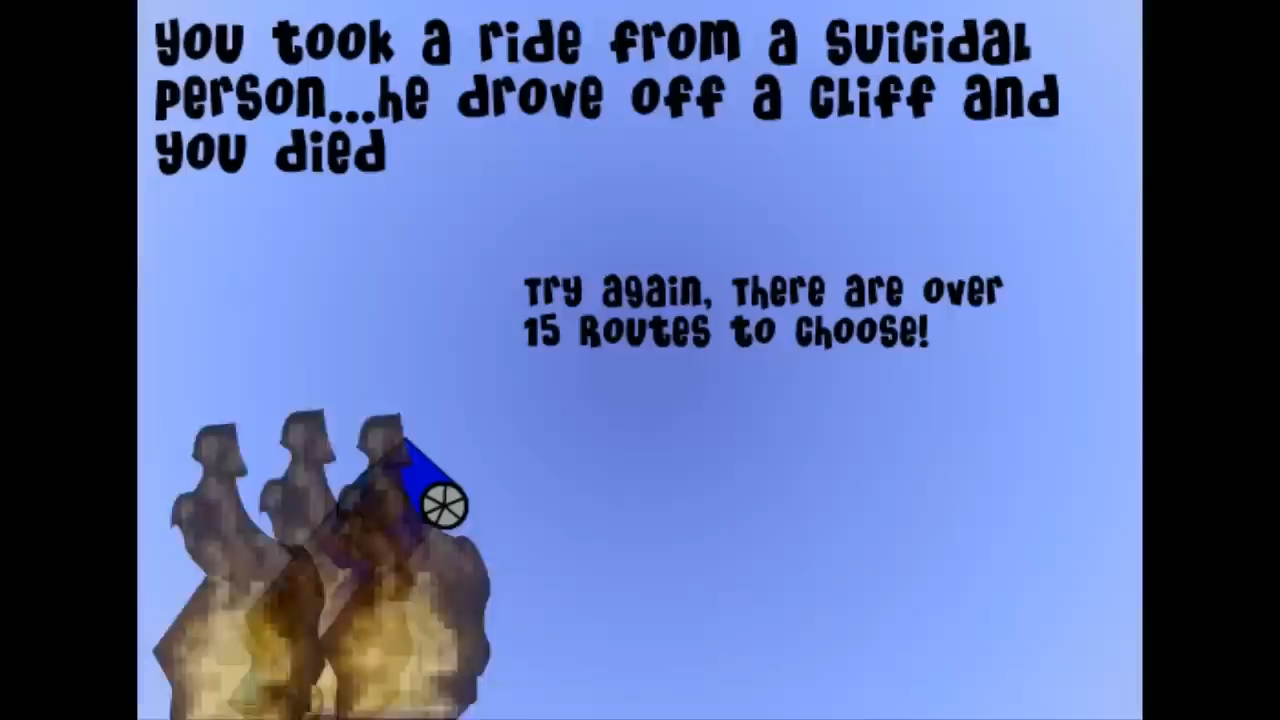 You took a ride from a suicidal
person...he drove off a cliff and
you died
Try again, There are over
15 Routes to choose!